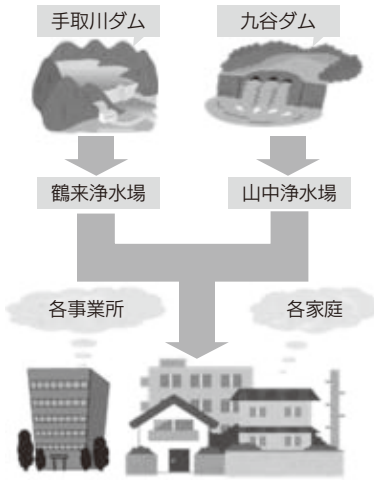 手取川ダム
九谷ダム
鶴来浄水場
山中浄水場
各事業所
各家庭